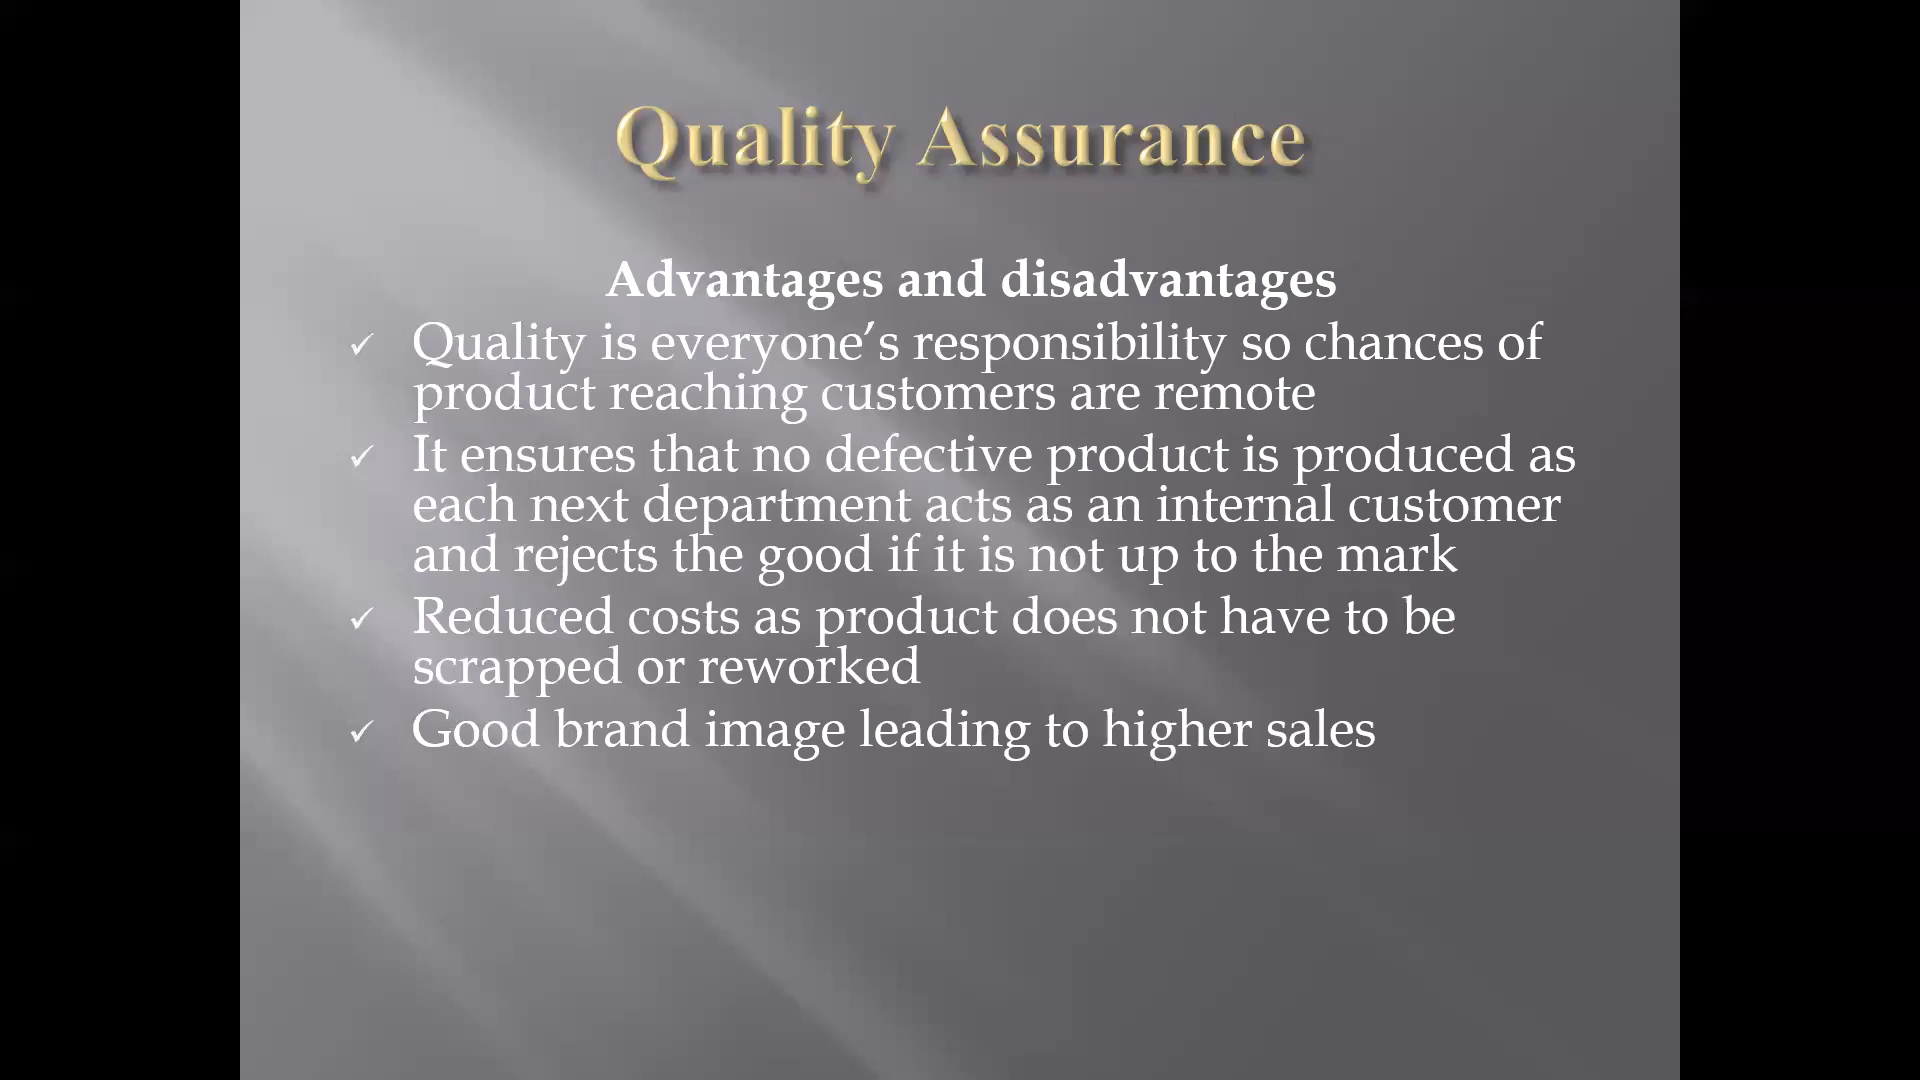 Quality Assurance
Advantages and disadvantages
✓ Quality is everyone’s responsibility so chances of
product reaching customers are remote
✓ It ensures that no defective product is produced as
each next department acts as an internal customer
and rejects the good if it is not up to the mark
✓ Reduced costs as product does not have to be
scrapped or reworked
✓ Good brand image leading to higher sales